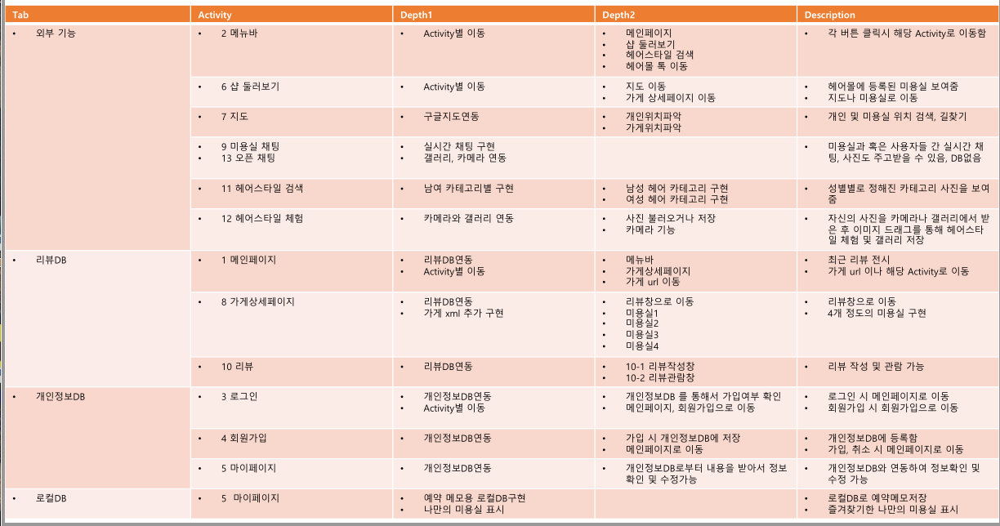 Tab
Activity
Depth1
Depth2
Description
• 외부 기능
• 2 메뉴바
• Activity별 이동
• 메인페이지
• 샵 둘러보기
• 헤어스타일 검색
• 헤어몰 톡 이동
• 각 버튼 클릭시 해당 Activity로 이동함
• 6 샵 둘러보기
• Activity별 이동
• 지도 이동
• 가게 상세페이지 이동
• 헤어몰에 등록된 미용실 보여줌
• 지도나 미용실로 이동
• 7 지도
• 구글지도연동
• 개인위치파악
• 가게위치파악
• 개인 및 미용실 위치 검색, 길찾기
• 9 미용실 채팅
• 13 오픈 채팅
• 실시간 채팅 구현
• 갤러리, 카메라 연동
• 미용실과 혹은 사용자들 간 실시간 채
팅, 사진도 주고받을 수 있음, DB없음
• 11 헤어스타일 검색
• 남여 카테고리별 구현
• 남성 헤어 카테고리 구현
• 여성 헤어 카테고리 구현
• 성별별로 정해진 카테고리 사진을 보여
줌
• 12 헤어스타일 체험
• 카메라와 갤러리 연동
• 사진 불러오거나 저장
• 카메라 기능
• 자신의 사진을 카메라나 갤러리에서 받
은 후 이미지 드래그를 통해 헤어스타
일 체험 및 갤러리 저장
• 리뷰DB
• 1 메인페이지
• 리뷰DB연동
• Activity별 이동
• 메뉴바
• 가게상세페이지
• 가게 url 이동
• 최근 리뷰 전시
• 가게 url 이나 해당 Activity로 이동
• 8 가게상세페이지
• 리뷰DB연동
• 가게 xml 추가 구현
• 리뷰창으로 이동
• 미용실1
• 미용실2
• 미용실3
• 미용실4
• 리뷰창으로 이동
• 4개 정도의 미용실 구현
• 10 리뷰
• 리뷰DB연동
• 10-1 리뷰작성창
• 10-2 리뷰관람창
• 리뷰 작성 및 관람 가능
• 개인정보DB
• 3 로그인
• 개인정보DB연동
• Activity별 이동
• 개인정보DB 를 통해서 가입여부 확인
• 메인페이지, 회원가입으로 이동
• 로그인 시 메인페이지로 이동
• 회원가입 시 회원가입으로 이동
• 4 회원가입
• 개인정보DB연동
• 가입 시 개인정보DB에 저장
• 메인페이지로 이동
• 개인정보DB에 등록함
• 가입, 취소 시 메인페이지로 이동
• 5 마이페이지
• 개인정보DB연동
• 개인정보DB로부터 내용을 받아서 정보
확인 및 수정가능
• 개인정보DB와 연동하여 정보확인 및
수정 가능
• 로컬DB
• 5 마이페이지
• 예약 메모용 로컬DB구현
• 나만의 미용실 표시
• 로컬DB로 예약메모저장
• 즐겨찾기한 나만의 미용실 표시